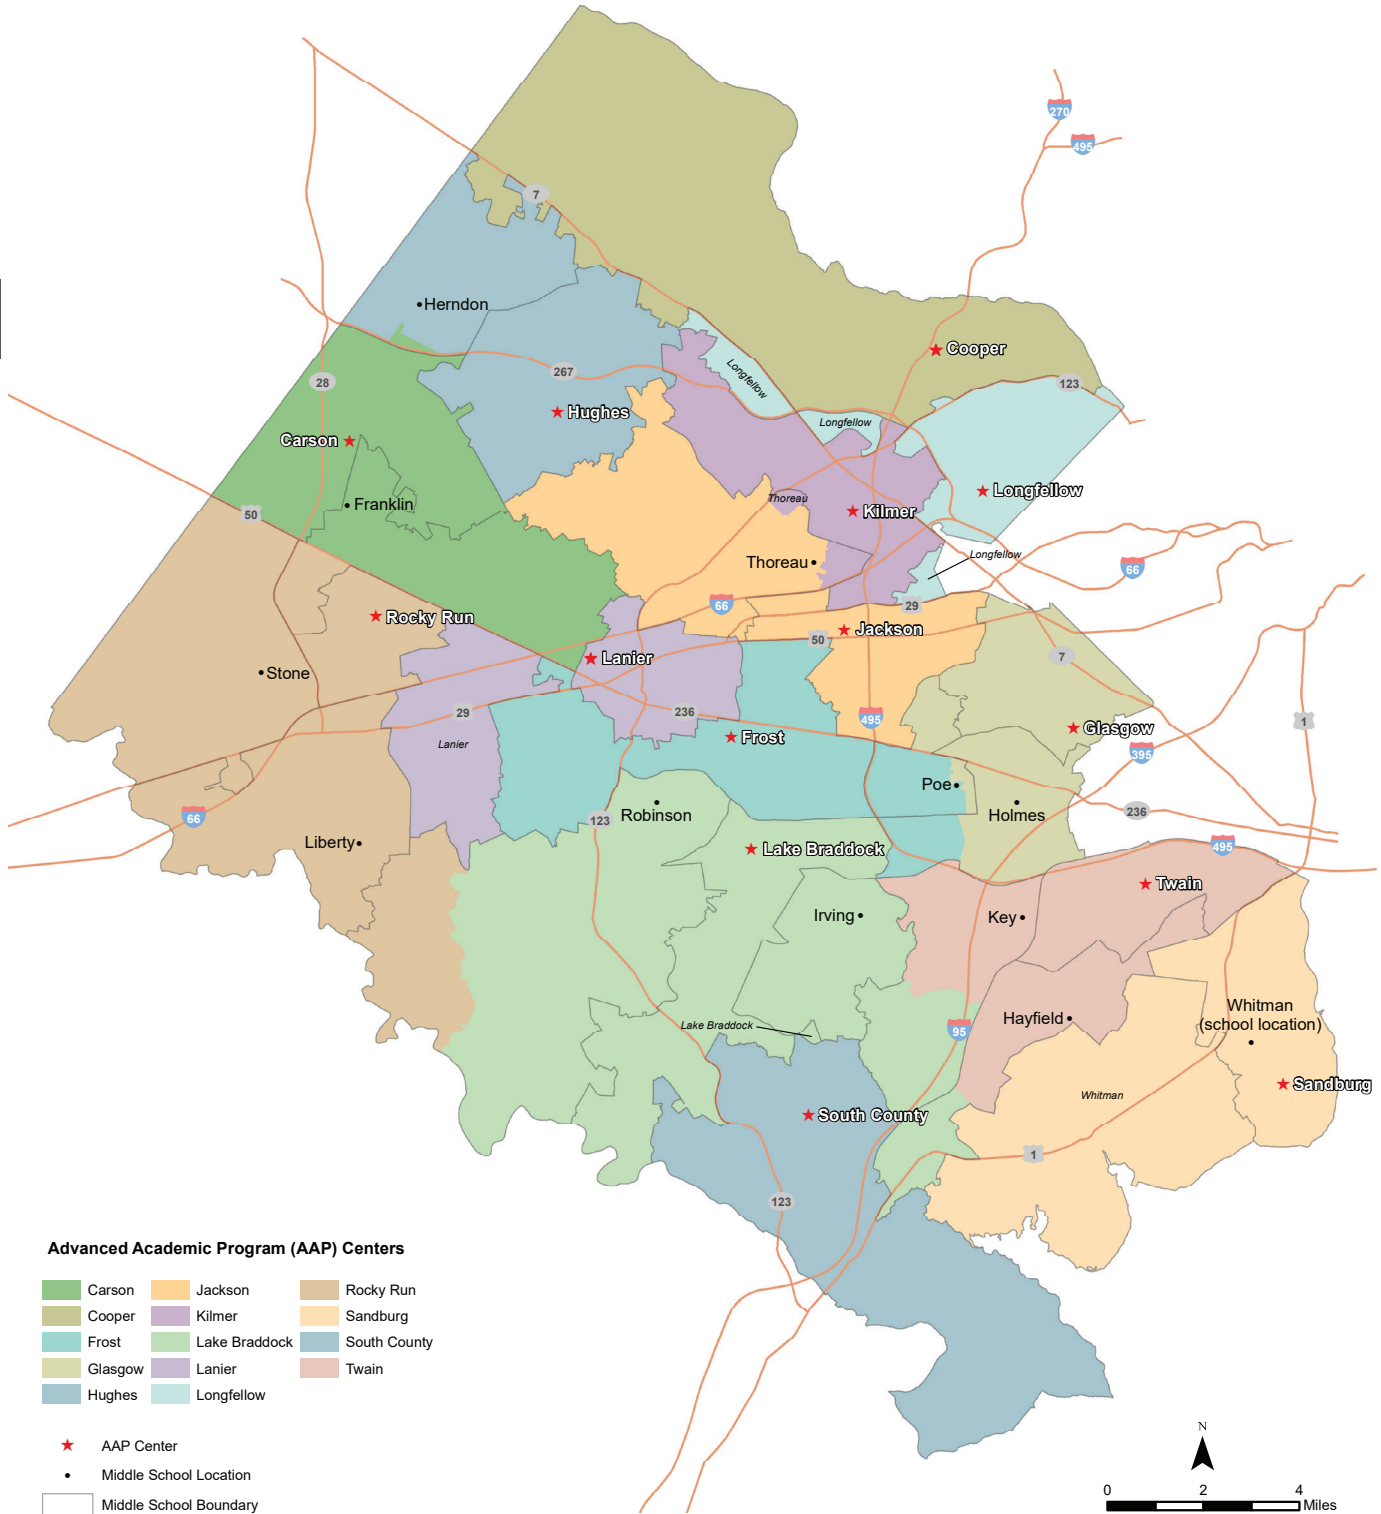 270
495
7
Herndon
Cooper
Longfellow
123
267
28
Hughes
Longfellow
Carson
Longfellow
Thoreau
Franklin
Kilmer
50
Longfellow
Thoreau
66
66
29
Rocky Run
Jackson
50
7
Lanier
Stone
29
236
495
1
Glasgow
Frost
Lanier
395
Poe
Holmes
236
66
123
Robinson
Liberty
Lake Braddock
495
Twain
Irving
Key
Whitman
(school location)
Hayfield
Lake Braddock
95
Sandburg
Whitman
South County
1
123
Advanced Academic Program (AAP) Centers
Carson Jackson Rocky Run
Cooper Kilmer Sandburg
Frost Lake Braddock South County
Glasgow Lanier Twain
Hughes Longfellow
AAP Center
Middle School Location
Middle School Boundary
N
0 2 4
Miles